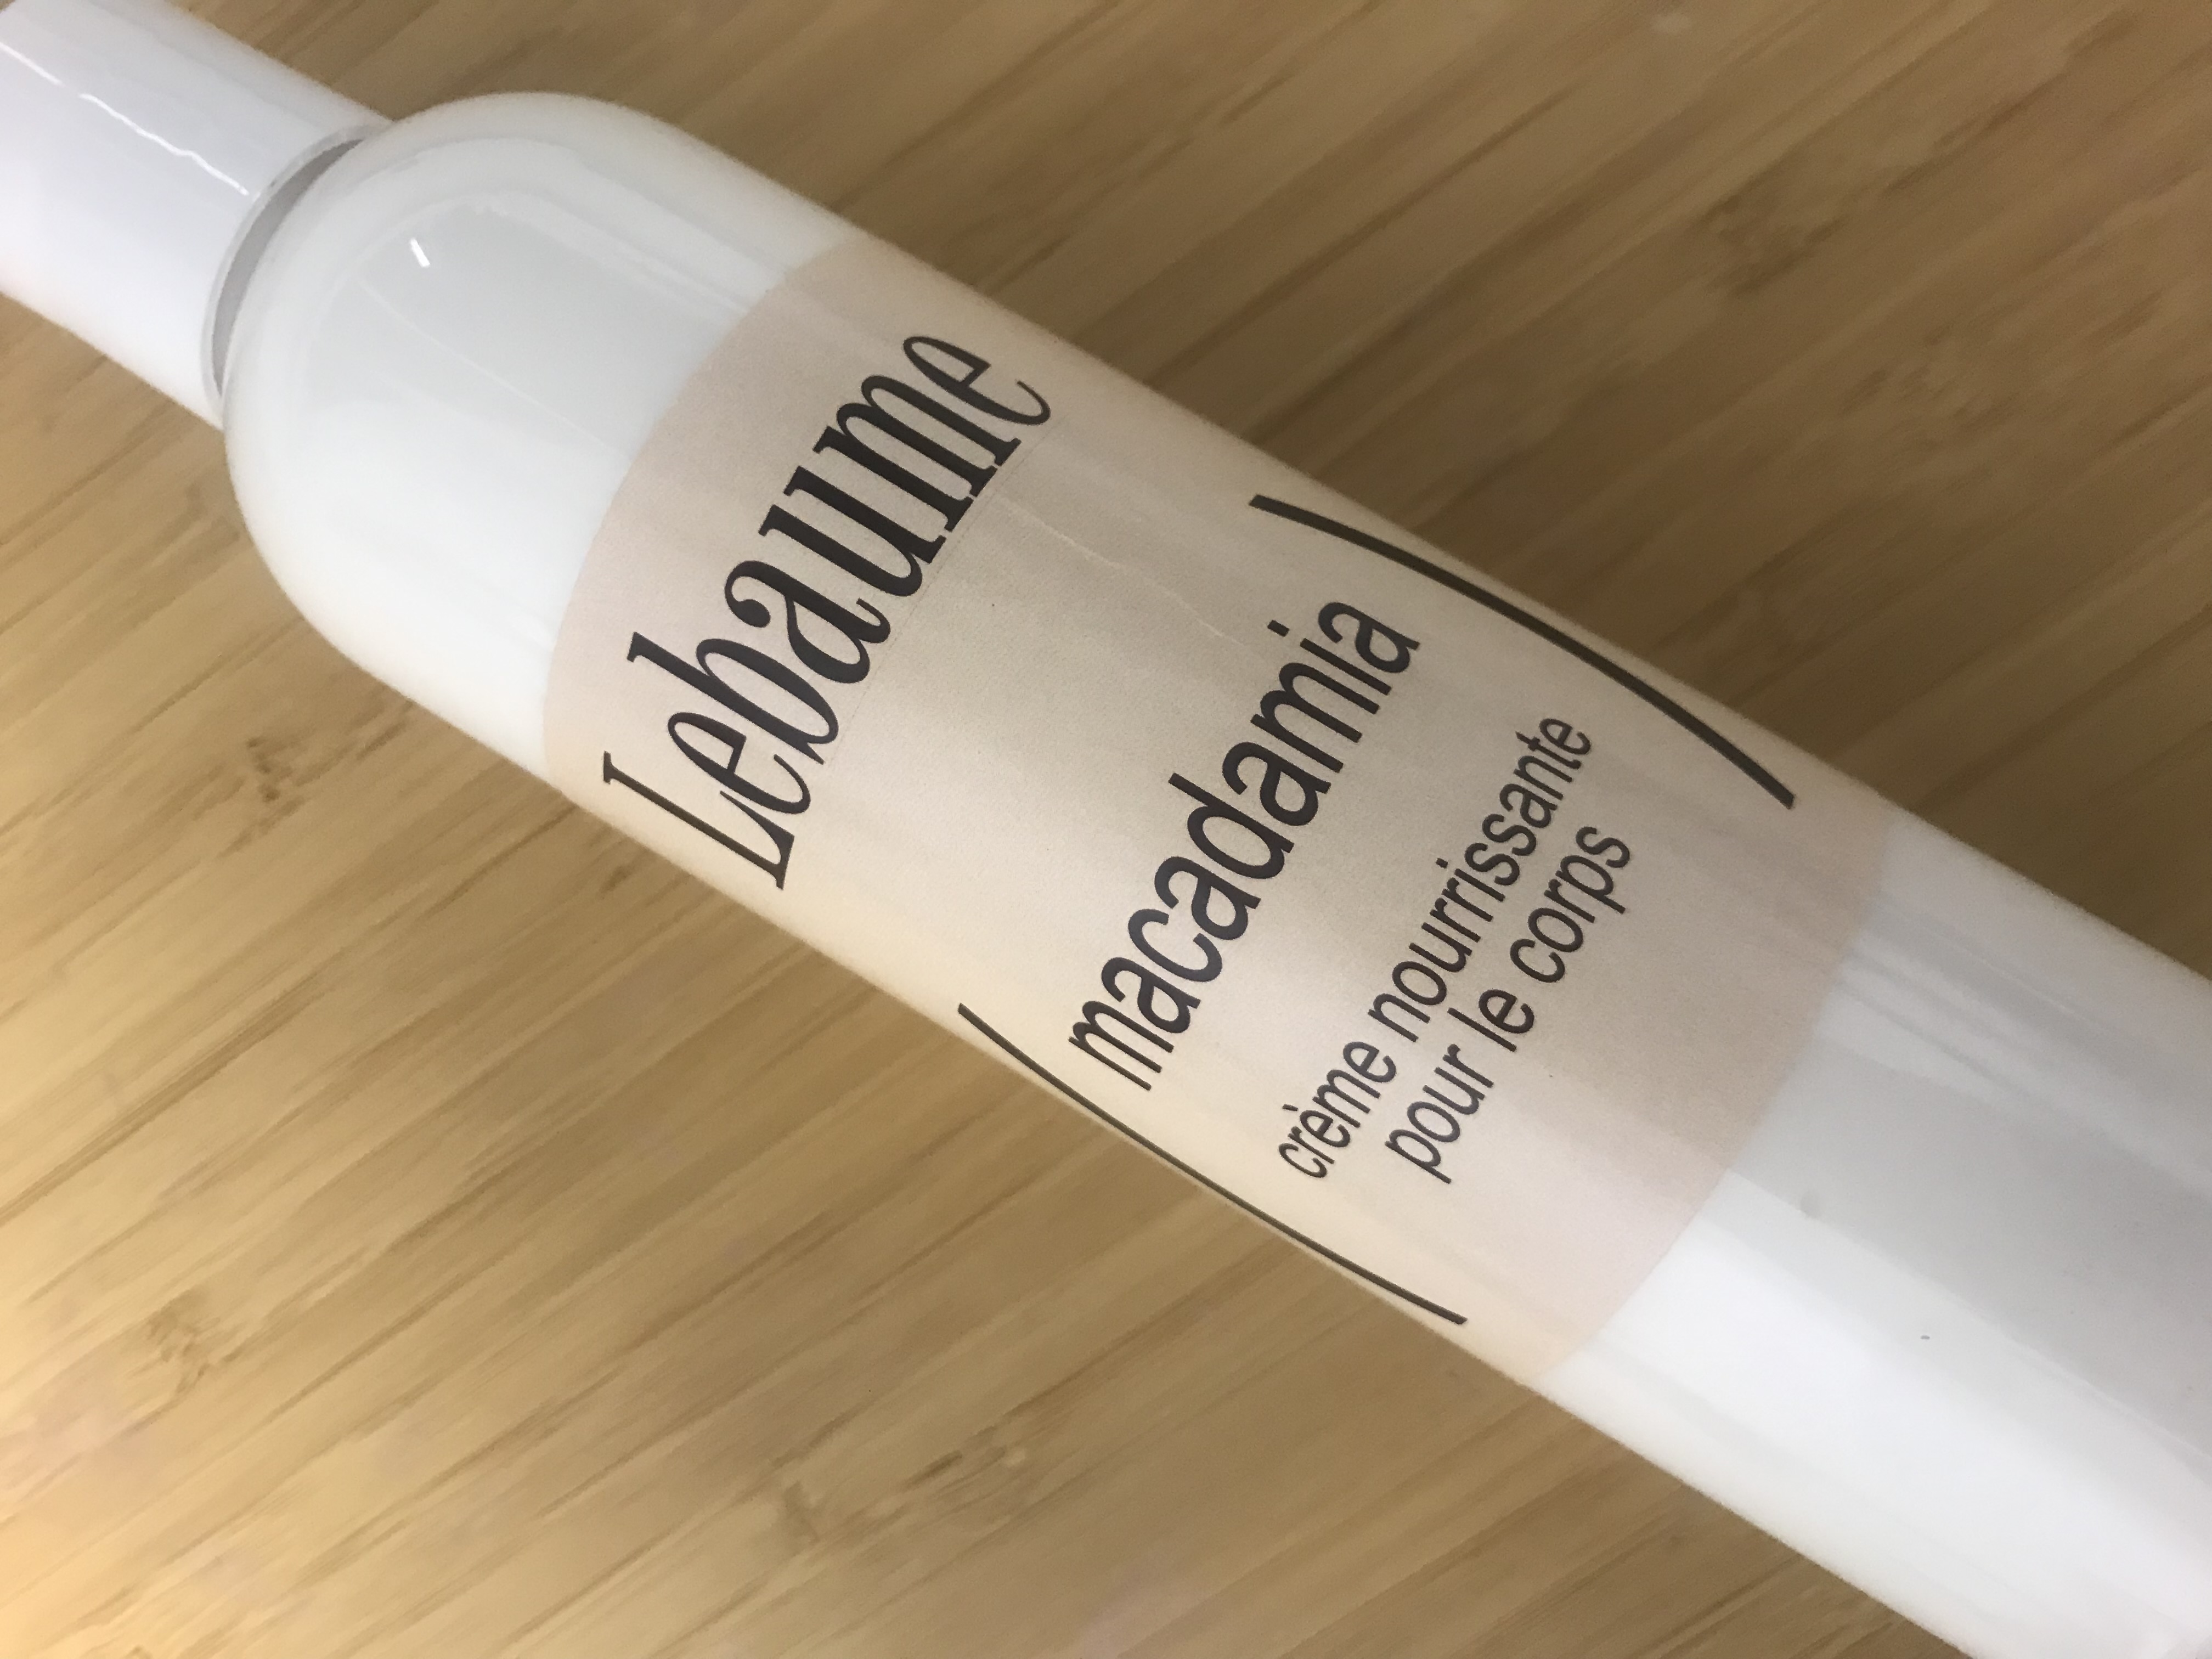 Lebaume
macadamia
crème nourrissante
pour le corps